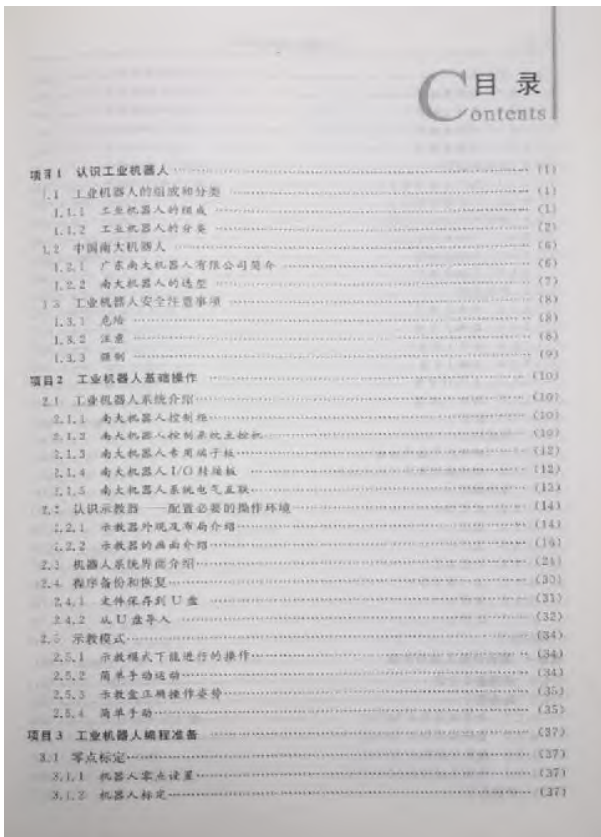 目 录
Contents
项目 1 认识工业机器人 (1)
1.1 工业机器人的组成和分类 (1)
1.1.1 工业机器人的组成 (1)
1.1.2 工业机器人的分类 (2)
1.2 中国南大机器人 (6)
1.2.1 广东南大机器人有限公司简介 (6)
1.2.2 南大机器人的选型 (7)
1.3 工业机器人安全注意事项 (8)
1.3.1 危险 (8)
1.3.2 注意 (8)
1.3.3 强制 (9)
项目 2 工业机器人基础操作 (10)
2.1 工业机器人系统介绍 (10)
2.1.1 南大机器人控制柜 (10)
2.1.2 南大机器人控制系统主控机 (10)
2.1.3 南大机器人专用端子板 (12)
2.1.4 南大机器人 I/O 转接板 (12)
2.1.5 南大机器人系统电气互联 (13)
2.2 认识示教器——配置必要的操作环境 (14)
2.2.1 示教器外观及布局介绍 (14)
2.2.2 示教器的画面介绍 (16)
2.3 机器人系统界面介绍 (21)
2.4 程序备份和恢复 (30)
2.4.1 文件保存到 U 盘 (31)
2.4.2 从 U 盘导入 (32)
2.5 示教模式 (34)
2.5.1 示教模式下能进行的操作 (34)
2.5.2 简单手动运动 (34)
2.5.3 示教盒正确操作姿势 (35)
2.5.4 简单手动 (35)
项目 3 工业机器人编程准备 (37)
3.1 零点标定 (37)
3.1.1 机器人零点设置 (37)
3.1.2 机器人标定 (37)